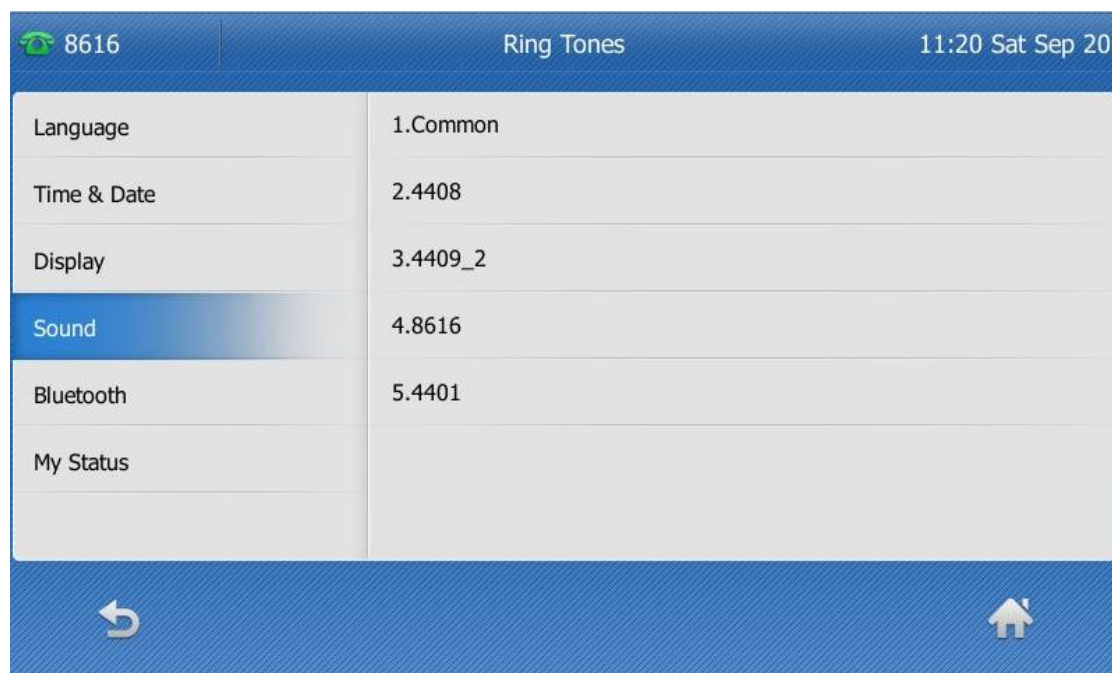 8616 Ring Tones 11:20 Sat Sep 20
Language
Time & Date
Display
Sound
Bluetooth
My Status
1.Common
2.4408
3.4409_2
4.8616
5.4401